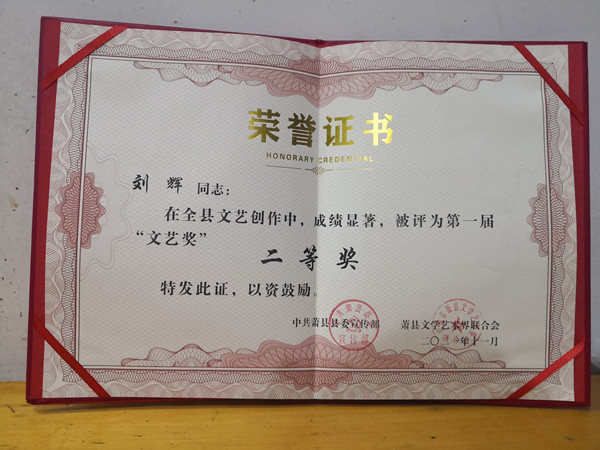 荣誉证书
HONORARY CREDENTIAL
刘 辉 同志：
在全县文艺创作中，成绩显著，被评为第一届
“文艺奖”
二等奖
特发此证，以资鼓励。
中共萧县县委宣传部 萧县文学艺术界联合会
二〇 年十一月